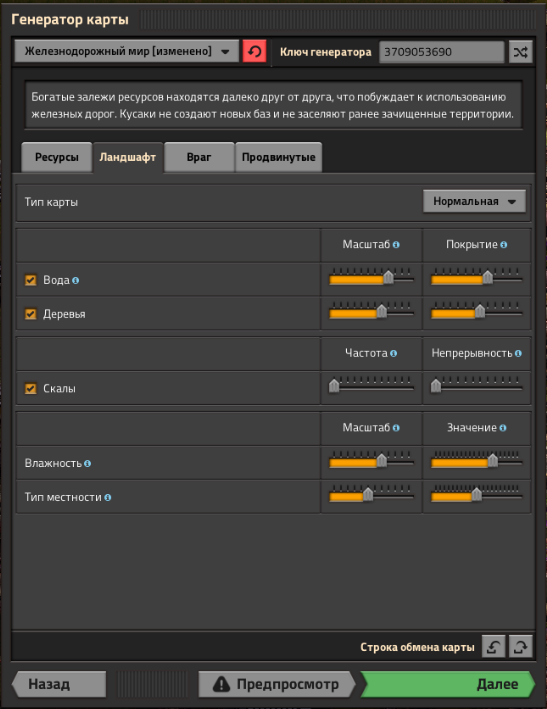 Генератор карты
Железнодорожный мир [изменено]
Ключ генератора
3709053690
Богатые залежи ресурсов находятся далеко друг от друга, что побуждает к использованию
железных дорог. Кусаки не создают новых баз и не заселяют ранее зачищенные территории.
Ресурсы
Ландшафт
Враг
Продвинутые
Тип карты
Нормальная
Масштаб
Покрытие
Вода
Деревья
Частота
Непрерывность
Скалы
Масштаб
Значение
Влажность
Тип местности
Строка обмена карты
Назад
Предпросмотр
Далее